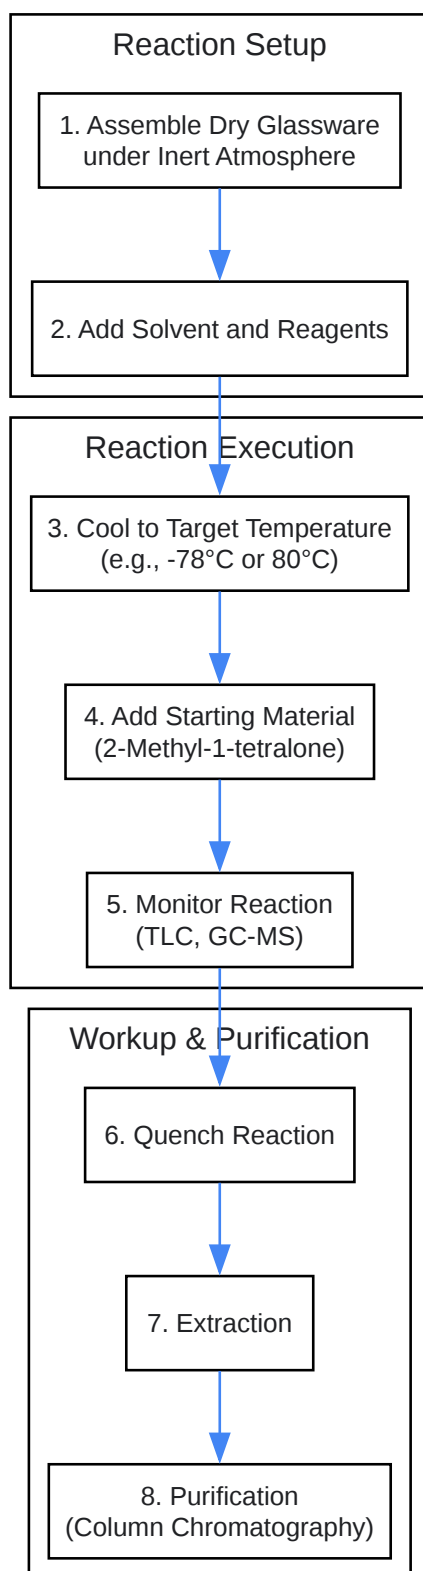 Reaction Setup
1. Assemble Dry Glassware
under Inert Atmosphere
2. Add Solvent and Reagents
Reaction Execution
3. Cool to Target Temperature
(e.g., -78°C or 80°C)
4. Add Starting Material
(2-Methyl-1-tetralone)
5. Monitor Reaction
(TLC, GC-MS)
Workup & Purification
6. Quench Reaction
7. Extraction
8. Purification
(Column Chromatography)